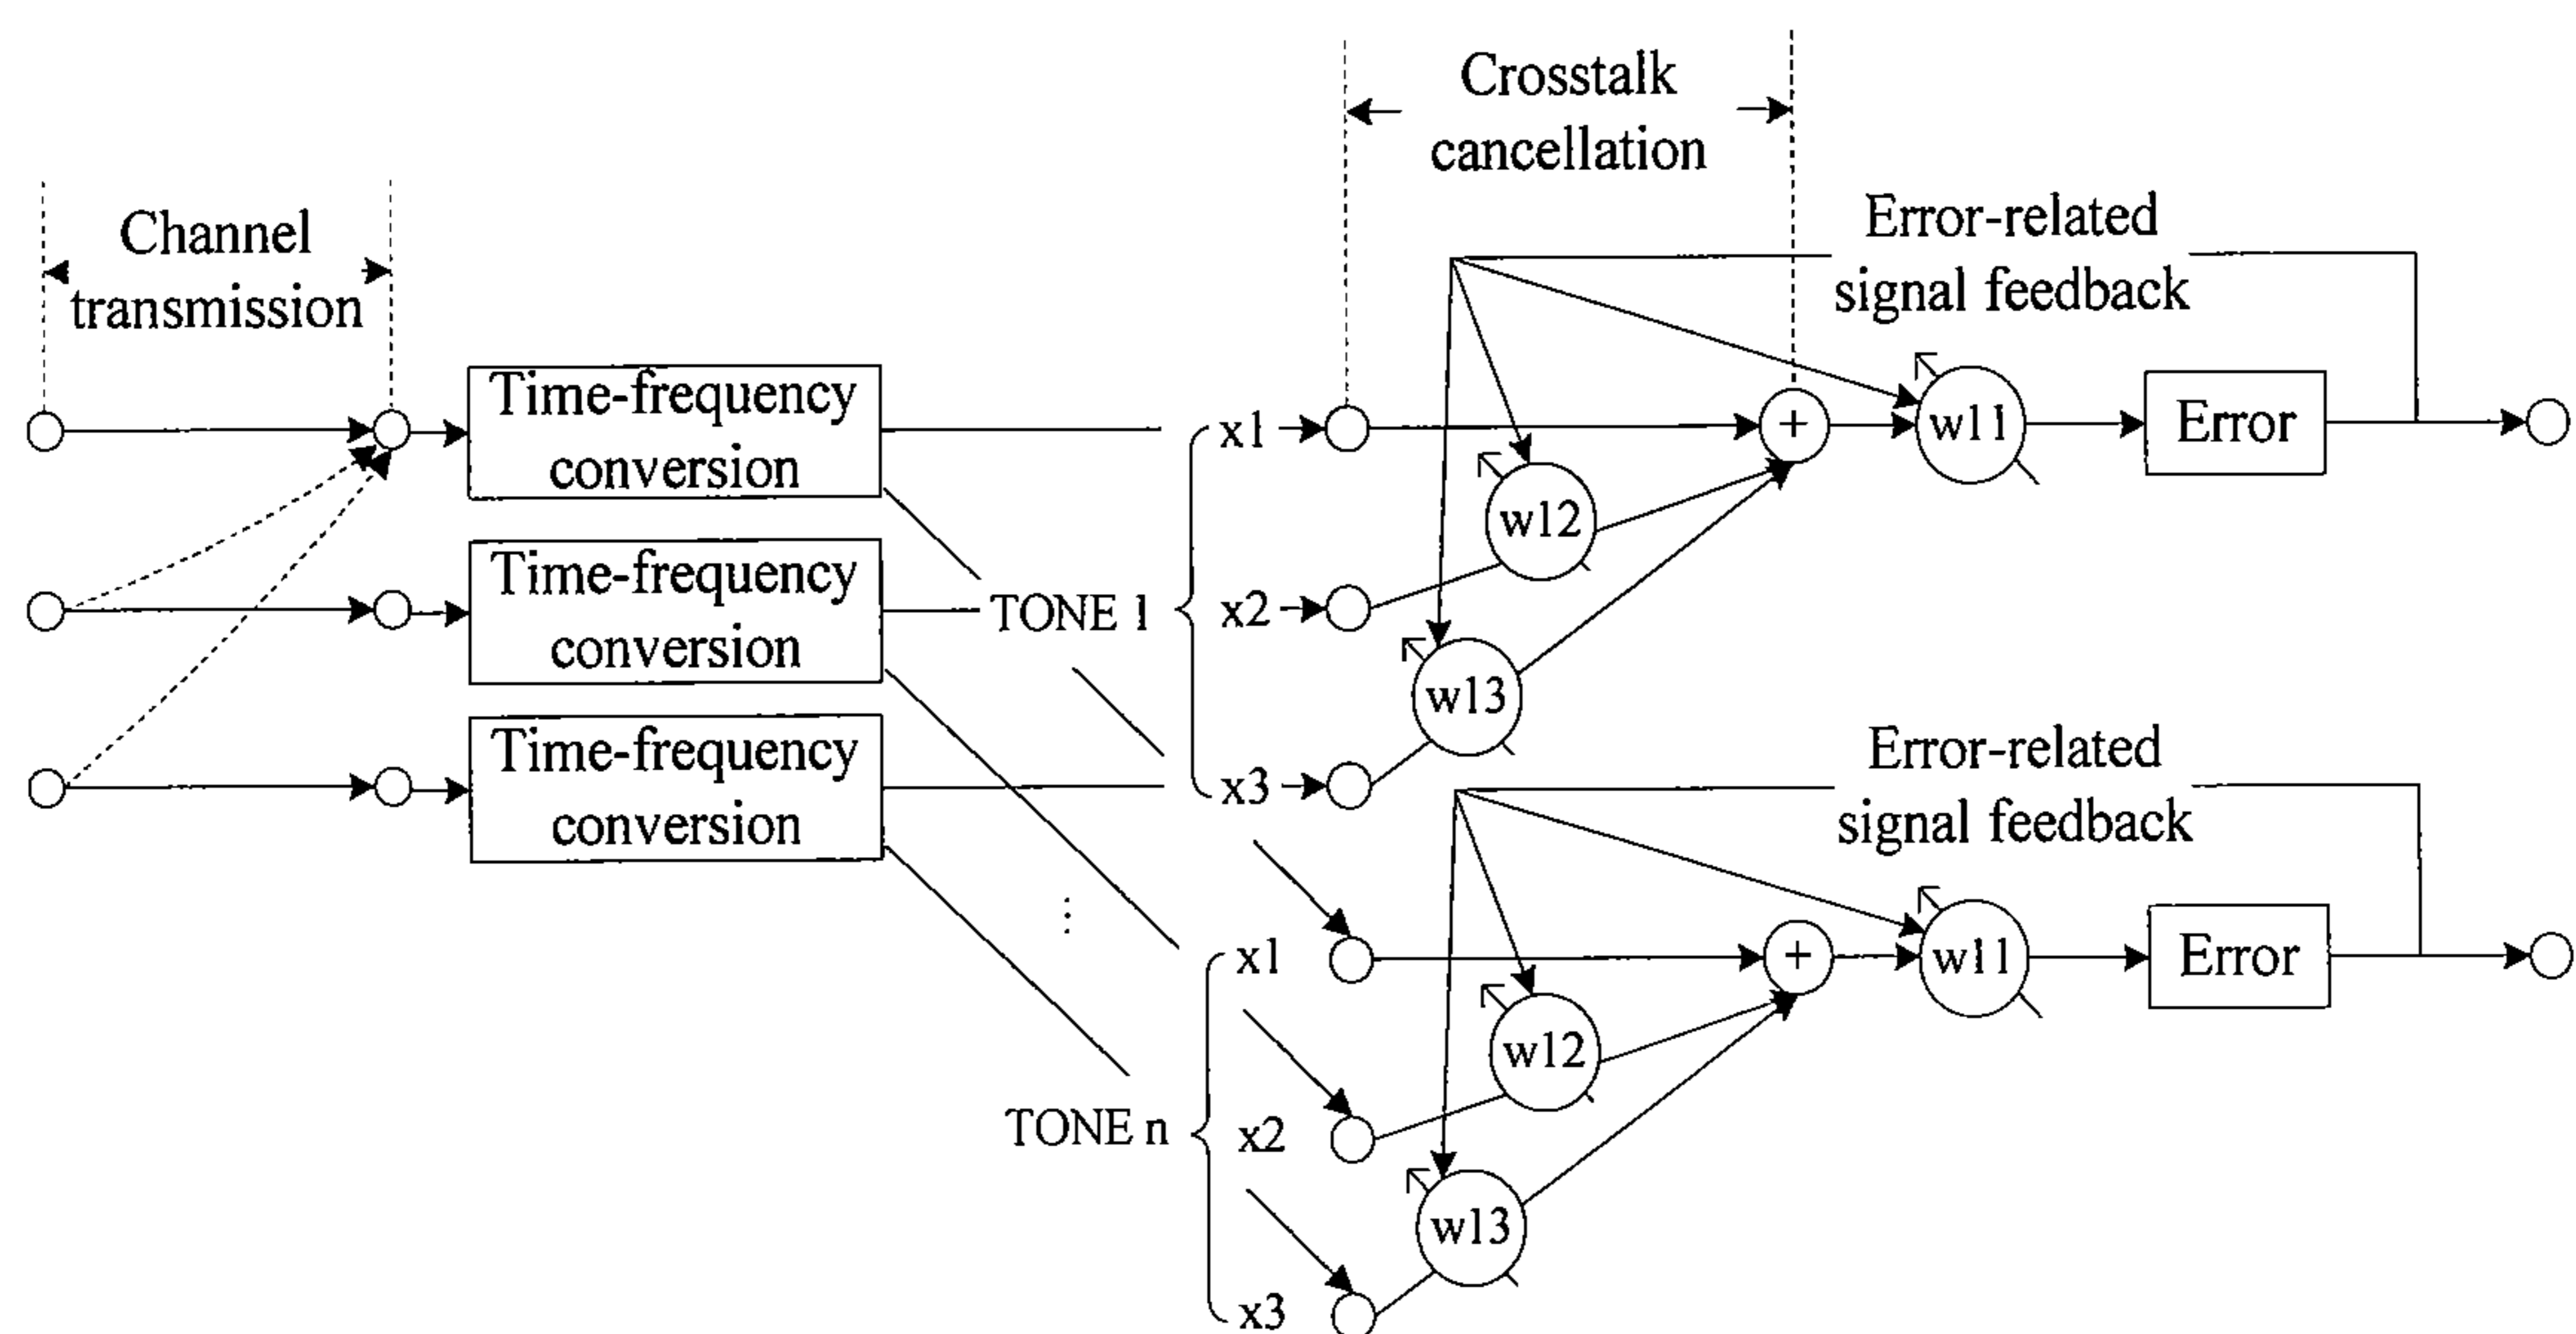 Crosstalk
cancellation
Channel
transmission
Error-related
signal feedback
Time-frequency
conversion
x1
+
w11
Error
w12
Time-frequency
conversion
TONE 1
x2
w13
Time-frequency
conversion
x3
Error-related
signal feedback
x1
+
w11
Error
w12
TONE n
x2
w13
x3